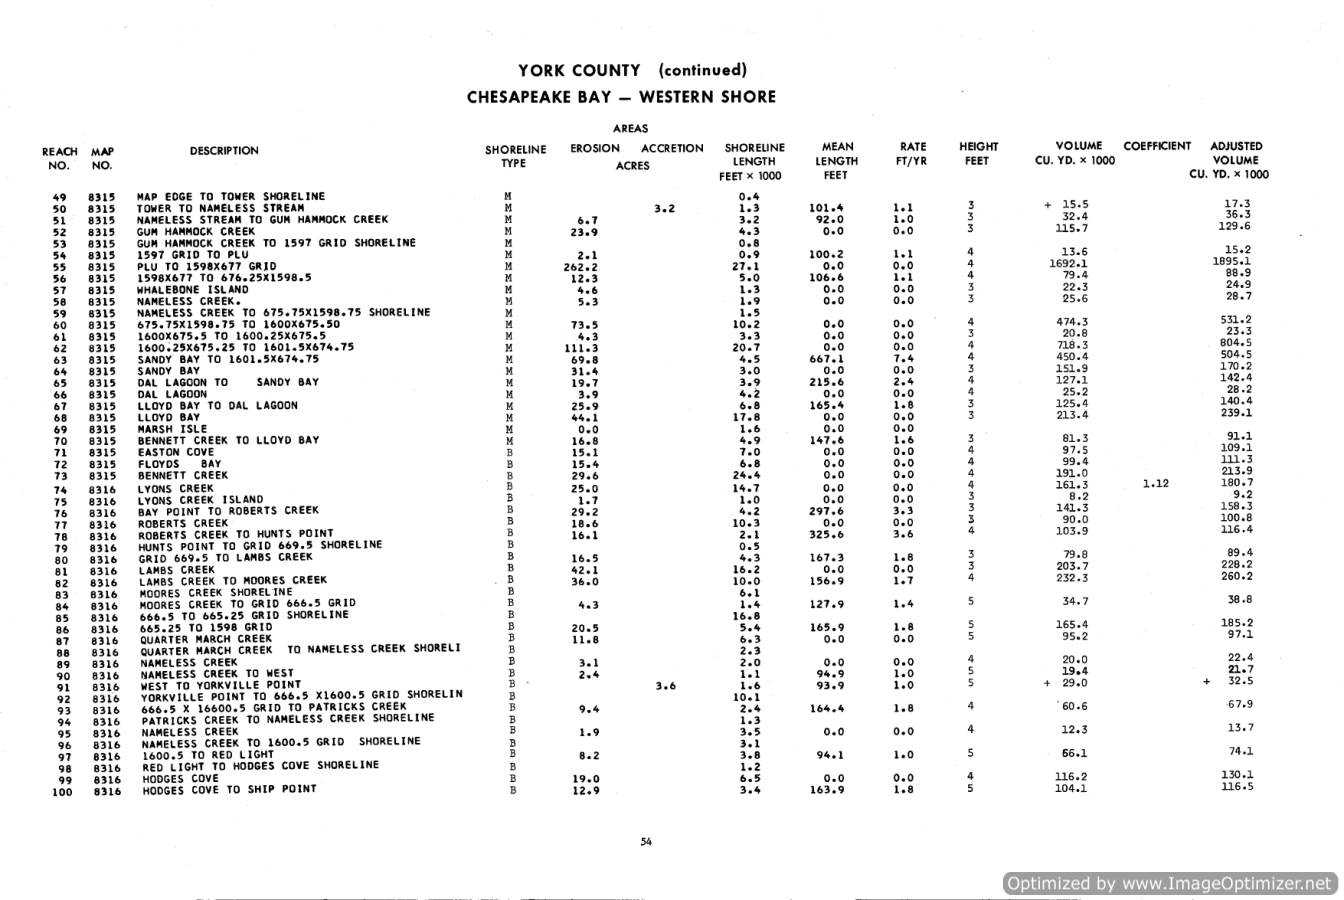 YORK COUNTY (continued)
CHESAPEAKE BAY — WESTERN SHORE
AREAS
REACH MAP DESCRIPTION SHORELINE EROSION ACCRETION SHORELINE MEAN RATE HEIGHT VOLUME COEFFICIENT ADJUSTED
NO. NO. TYPE ACRES LENGTH LENGTH FT/YR FEET CU. YD. × 1000 VOLUME
FEET × 1000 FEET CU. YD. × 1000
49 8315 MAP EDGE TO TOWER SHORELINE M 0.4
50 8315 TOWER TO NAMELESS STREAM M 3.2 1.3 101.4 1.1 3 + 15.5 17.3
51 8315 NAMELESS STREAM TO GUM HAMMOCK CREEK M 6.7 3.2 92.0 1.0 3 32.4 36.3
52 8315 GUM HAMMOCK CREEK M 23.9 4.3 0.0 0.0 3 115.7 129.6
53 8315 GUM HAMMOCK CREEK TO 1597 GRID SHORELINE M 0.8
54 8315 1597 GRID TO PLU M 2.1 0.9 100.2 1.1 4 13.6 15.2
55 8315 PLU TO 1598X677 GRID M 262.2 27.1 0.0 0.0 4 1692.1 1895.1
56 8315 1598X677 TO 676.25X1598.5 M 12.3 5.0 106.6 1.1 4 79.4 88.9
57 8315 WHALEBONE ISLAND M 4.6 1.3 0.0 0.0 3 22.3 24.9
58 8315 NAMELESS CREEK. M 5.3 1.9 0.0 0.0 3 25.6 28.7
59 8315 NAMELESS CREEK TO 675.75X1598.75 SHORELINE M 1.5
60 8315 675.75X1598.75 TO 1600X675.50 M 73.5 10.2 0.0 0.0 4 474.3 531.2
61 8315 1600X675.5 TO 1600.25X675.5 M 4.3 3.3 0.0 0.0 3 20.8 23.3
62 8315 1600.25X675.25 TO 1601.5X674.75 M 111.3 20.7 0.0 0.0 4 718.3 804.5
63 8315 SANDY BAY TO 1601.5X674.75 M 69.8 4.5 667.1 7.4 4 450.4 504.5
64 8315 SANDY BAY M 31.4 3.0 0.0 0.0 3 151.9 170.2
65 8315 DAL LAGOON TO SANDY BAY M 19.7 3.9 215.6 2.4 4 127.1 142.4
66 8315 DAL LAGOON M 3.9 4.2 0.0 0.0 4 25.2 28.2
67 8315 LLOYD BAY TO DAL LAGOON M 25.9 6.8 165.4 1.8 3 125.4 140.4
68 8315 LLOYD BAY M 44.1 17.8 0.0 0.0 3 213.4 239.1
69 8315 MARSH ISLE M 0.0 1.6 0.0 0.0
70 8315 BENNETT CREEK TO LLOYD BAY M 16.8 4.9 147.6 1.6 3 81.3 91.1
71 8315 EASTON COVE B 15.1 7.0 0.0 0.0 4 97.5 109.1
72 8315 FLOYDS BAY B 15.4 6.8 0.0 0.0 4 99.4 111.3
73 8315 BENNETT CREEK B 29.6 24.4 0.0 0.0 4 191.0 213.9
74 8316 LYONS CREEK B 25.0 14.7 0.0 0.0 4 161.3 1.12 180.7
75 8316 LYONS CREEK ISLAND B 1.7 1.0 0.0 0.0 3 8.2 9.2
76 8316 BAY POINT TO ROBERTS CREEK B 29.2 4.2 297.6 3.3 3 141.3 158.3
77 8316 ROBERTS CREEK B 18.6 10.3 0.0 0.0 3 90.0 100.8
78 8316 ROBERTS CREEK TO HUNTS POINT B 16.1 2.1 325.6 3.6 4 103.9 116.4
79 8316 HUNTS POINT TO GRID 669.5 SHORELINE B 0.5
80 8316 GRID 669.5 TO LAMBS CREEK B 16.5 4.3 167.3 1.8 3 79.8 89.4
81 8316 LAMBS CREEK B 42.1 16.2 0.0 0.0 3 203.7 228.2
82 8316 LAMBS CREEK TO MOORES CREEK B 36.0 10.0 156.9 1.7 4 232.3 260.2
83 8316 MOORES CREEK SHORELINE B 6.1
84 8316 MOORES CREEK TO GRID 666.5 GRID B 4.3 1.4 127.9 1.4 5 34.7 38.8
85 8316 666.5 TO 665.25 GRID SHORELINE B 16.8
86 8316 665.25 TO 1598 GRID B 20.5 5.4 165.9 1.8 5 165.4 185.2
87 8316 QUARTER MARCH CREEK B 11.8 6.3 0.0 0.0 5 95.2 97.1
88 8316 QUARTER MARCH CREEK TO NAMELESS CREEK SHORELI B 2.3
89 8316 NAMELESS CREEK B 3.1 2.0 0.0 0.0 4 20.0 22.4
90 8316 NAMELESS CREEK TO WEST B 2.4 1.1 94.9 1.0 5 19.4 21.7
91 8316 WEST TO YORKVILLE POINT B 3.6 1.6 93.9 1.0 5 + 29.0 + 32.5
92 8316 YORKVILLE POINT TO 666.5 X1600.5 GRID SHORELIN B 10.1
93 8316 666.5 X 16600.5 GRID TO PATRICKS CREEK B 9.4 2.4 164.4 1.8 4 60.6 67.9
94 8316 PATRICKS CREEK TO NAMELESS CREEK SHORELINE B 1.3
95 8316 NAMELESS CREEK B 1.9 3.5 0.0 0.0 4 12.3 13.7
96 8316 NAMELESS CREEK TO 1600.5 GRID SHORELINE B 3.1
97 8316 1600.5 TO RED LIGHT B 8.2 3.8 94.1 1.0 5 66.1 74.1
98 8316 RED LIGHT TO HODGES COVE SHORELINE B 1.2
99 8316 HODGES COVE B 19.0 6.5 0.0 0.0 4 116.2 130.1
100 8316 HODGES COVE TO SHIP POINT B 12.9 3.4 163.9 1.8 5 104.1 116.5
54
Optimized by www.ImageOptimizer.net